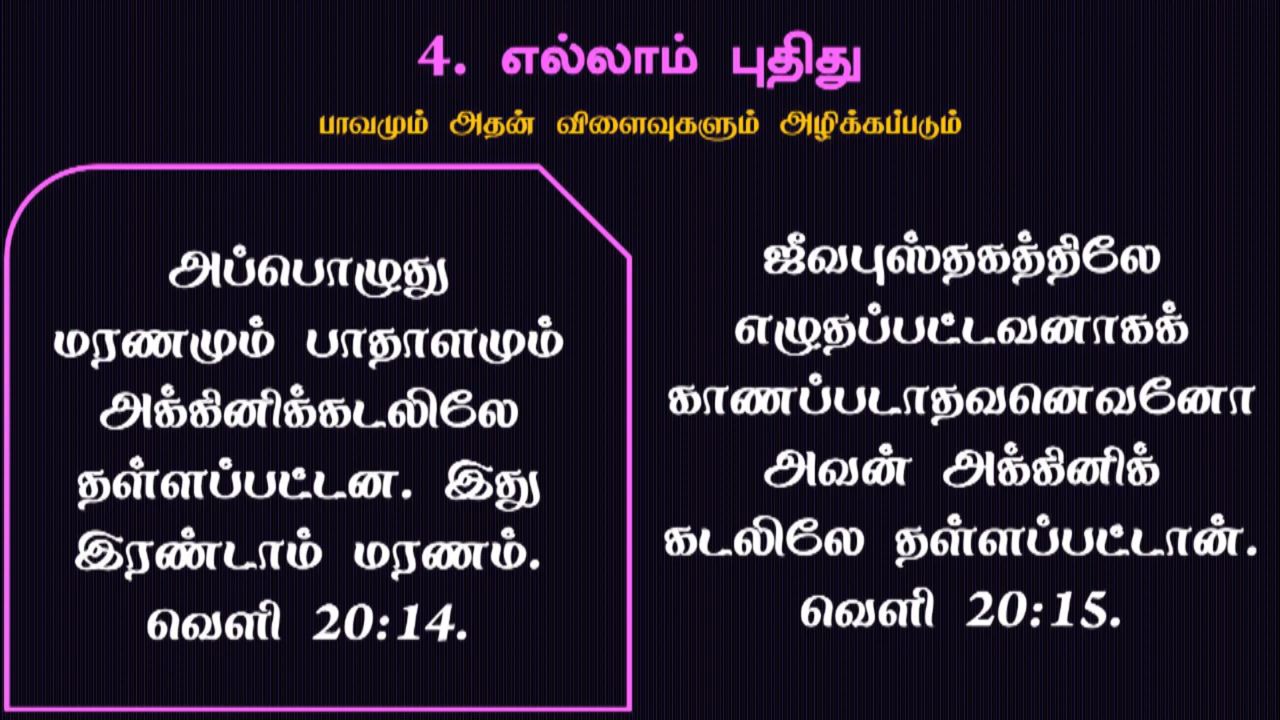 4. எல்லாம் புதிது
பாவமும் அதன் விளைவுகளும் அழிக்கப்படும்
அப்பொழுது
மரணமும் பாதாளமும்
அக்கினிக்கடலிலே
தள்ளப்பட்டன. இது
இரண்டாம் மரணம்.
வெளி 20:14.
ஜீவபுஸ்தகத்திலே
எழுதப்பட்டவனாகக்
காணப்படாதவனெவனோ
அவன் அக்கினிக்
கடலிலே தள்ளப்பட்டான்.
வெளி 20:15.